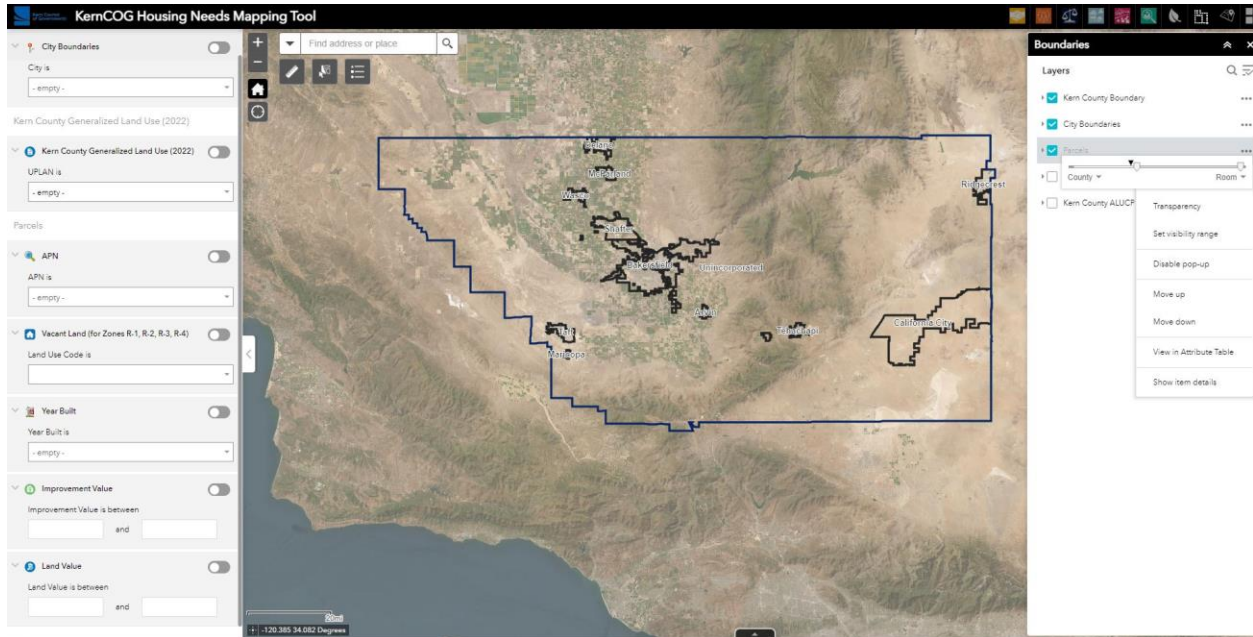 Kern Council
of Governments
KernCOG Housing Needs Mapping Tool
City Boundaries
City is
- empty -
Kern County Generalized Land Use (2022)
Kern County Generalized Land Use (2022)
UPLAN is
- empty -
Parcels
APN
APN is
- empty -
Vacant Land (for Zones R-1, R-2, R-3, R-4)
Land Use Code is
Year Built
Year Built is
- empty -
Improvement Value
Improvement Value is between
and
Land Value
Land Value is between
and
Find address or place
Delano
McFarland
Wasco
Shafter
Bakersfield
Unincorporated
Arvin
Taft
Maricopa
Tehachapi
California City
Ridgecrest
20mi
-120.385 34.082 Degrees
Boundaries
Layers
Kern County Boundary
City Boundaries
Parcels
County
Room
Kern County ALUCP
Transparency
Set visibility range
Disable pop-up
Move up
Move down
View in Attribute Table
Show item details